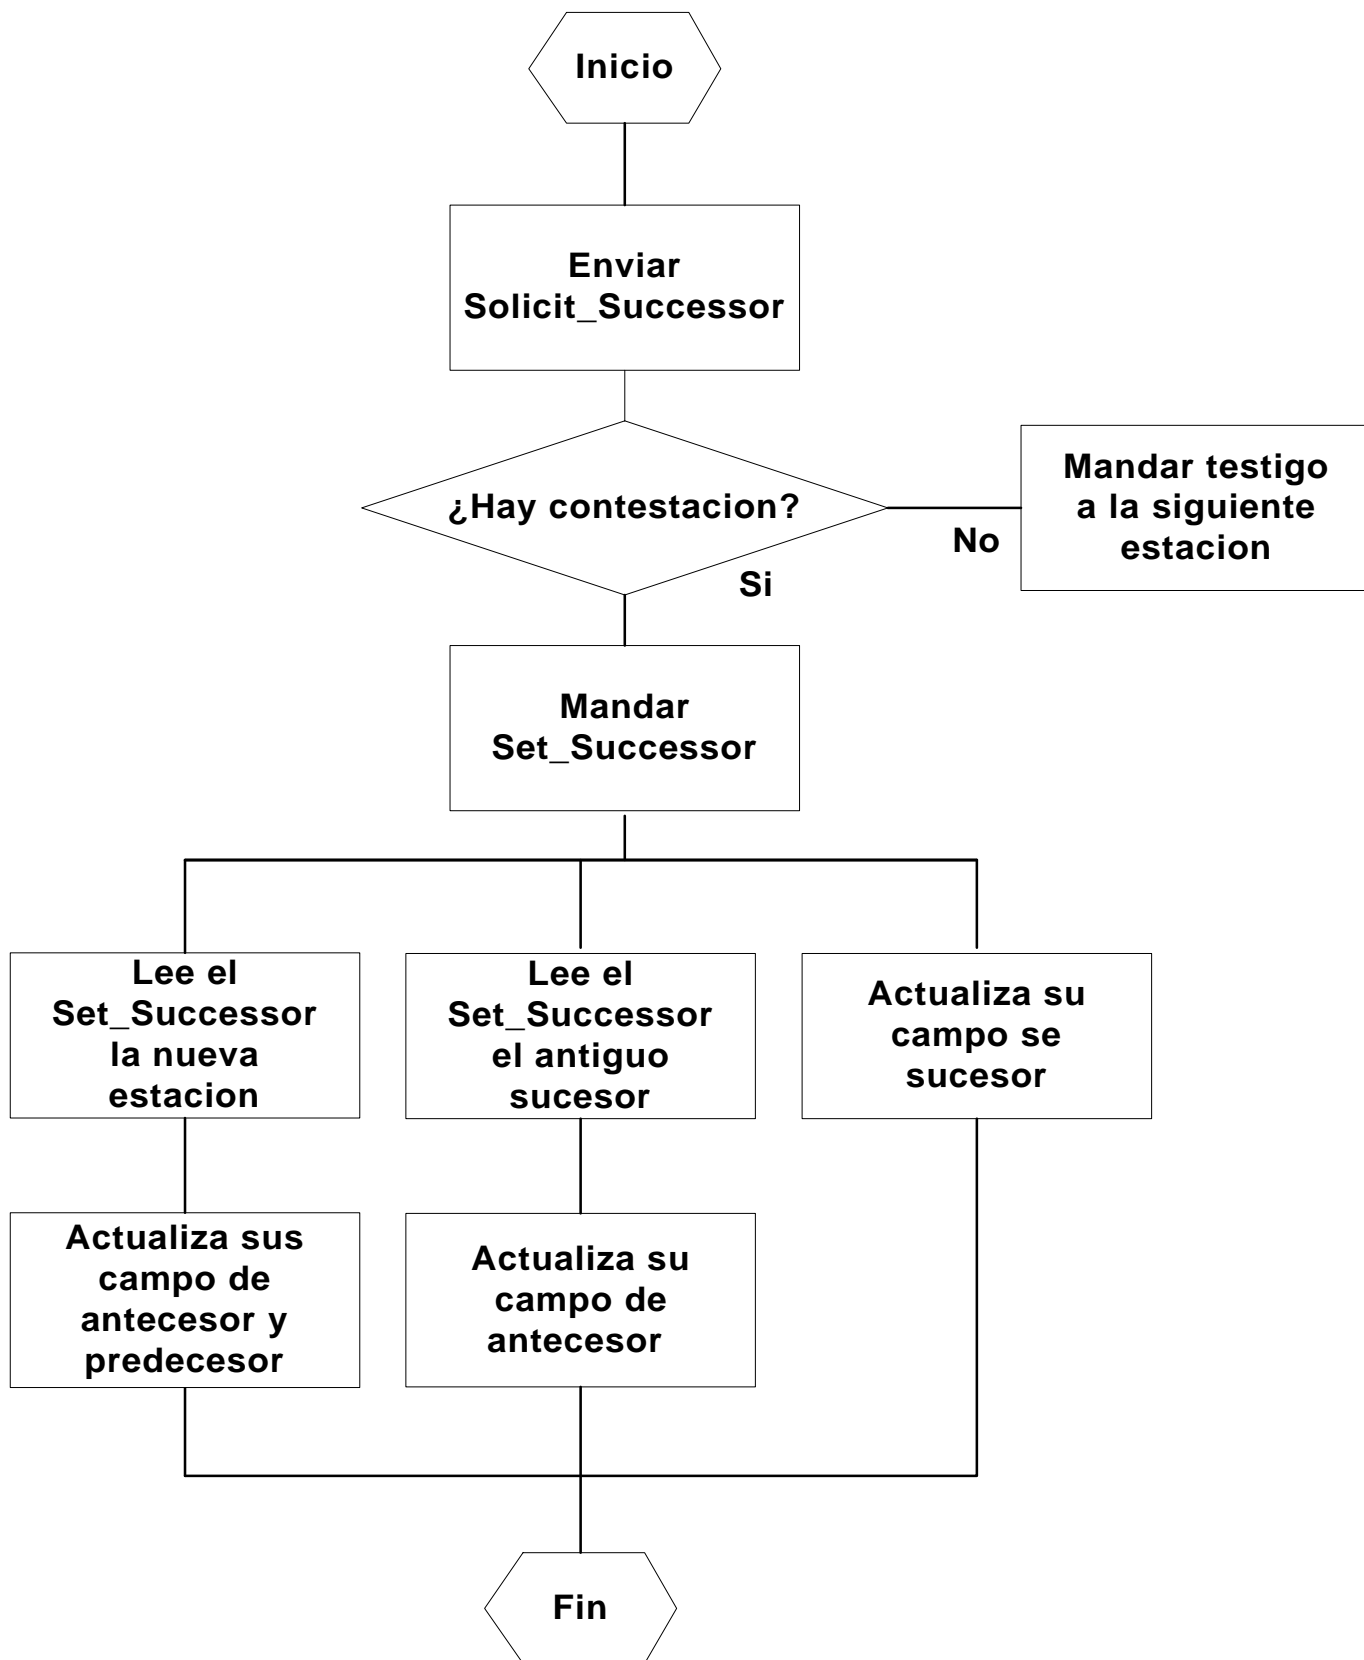 Inicio
Enviar
Solicit_Successor
¿Hay contestacion?
No
Mandar testigo
a la siguiente
estacion
Si
Mandar
Set_Successor
Lee el
Set_Successor
la nueva
estacion
Lee el
Set_Successor
el antiguo
sucesor
Actualiza su
campo se
sucesor
Actualiza sus
campo de
antecesor y
predecesor
Actualiza su
campo de
antecesor
Fin